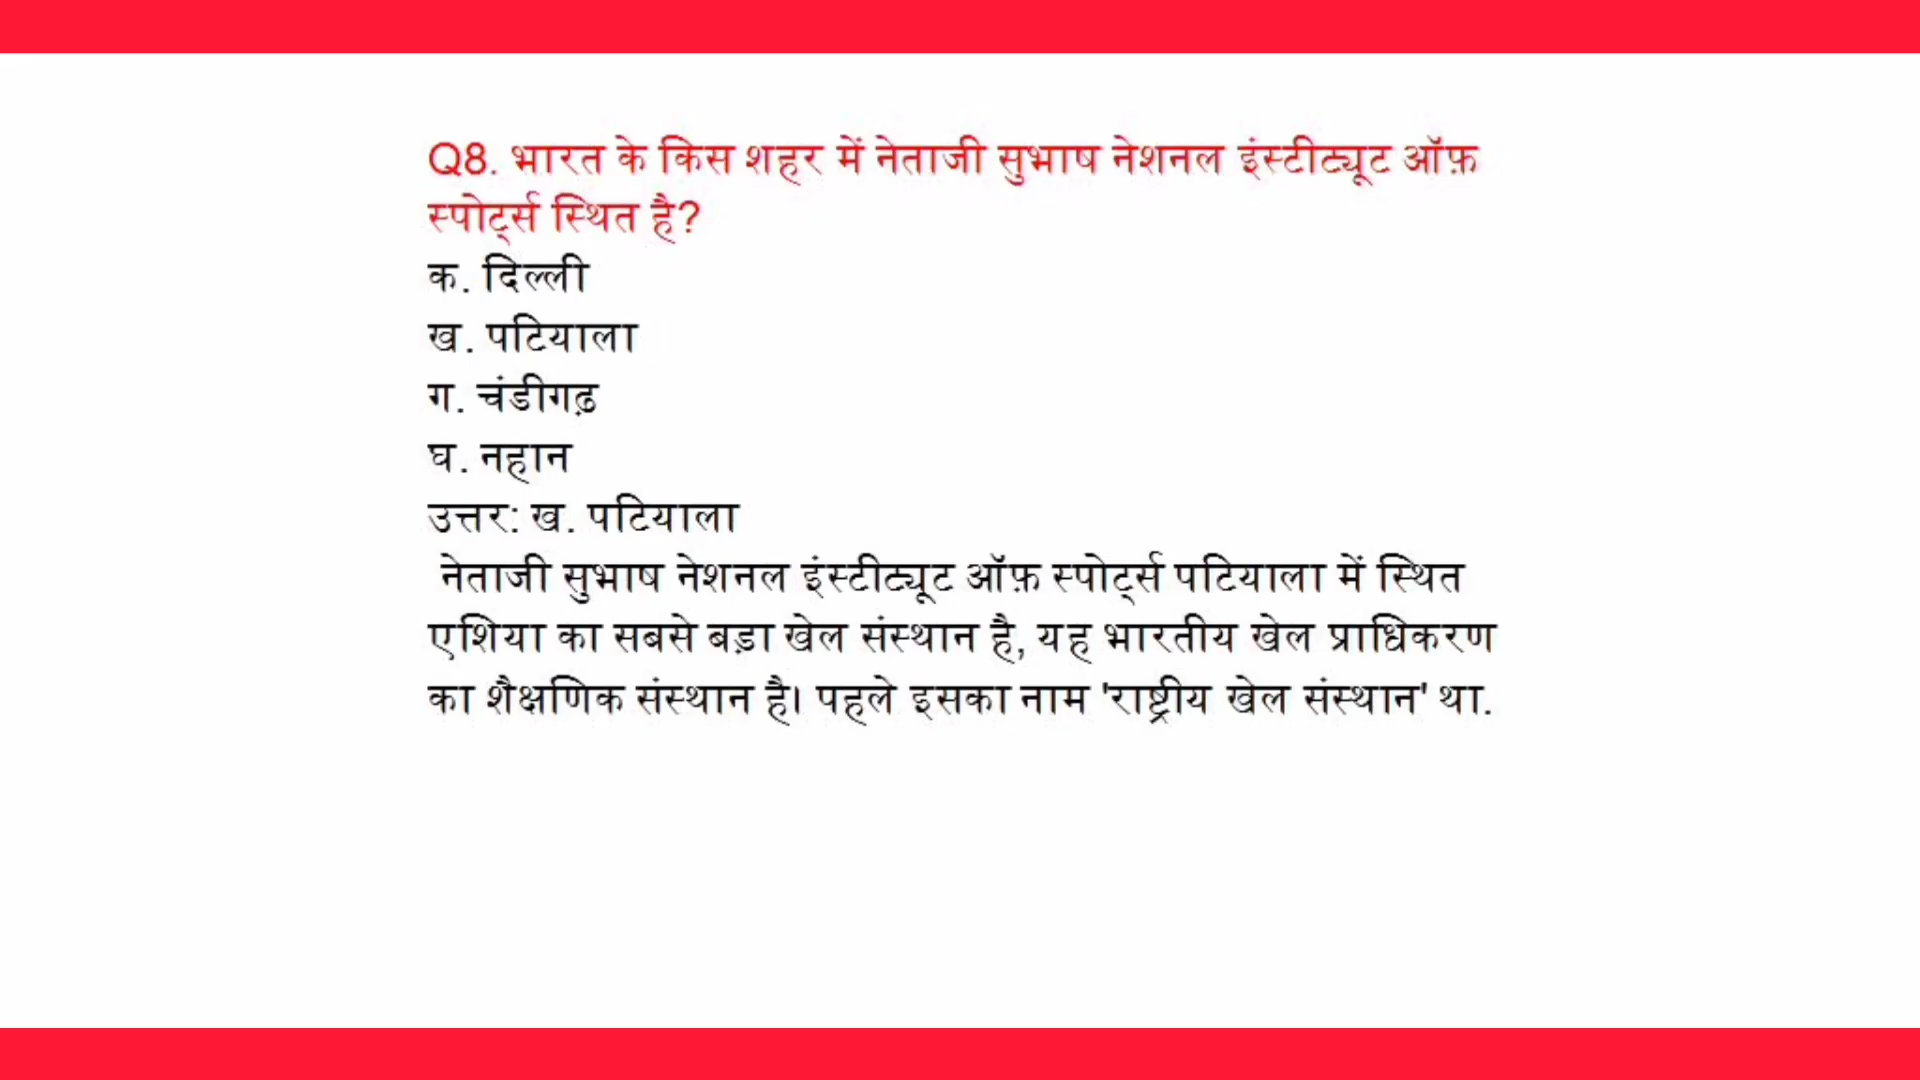 Q8. भारत के किस शहर में नेताजी सुभाष नेशनल इंस्टीट्यूट ऑफ़
स्पोर्ट्स स्थित है?
क. दिल्ली
ख. पटियाला
ग. चंडीगढ़
घ. नहान
उत्तर: ख. पटियाला
नेताजी सुभाष नेशनल इंस्टीट्यूट ऑफ़ स्पोर्ट्स पटियाला में स्थित
एशिया का सबसे बड़ा खेल संस्थान है, यह भारतीय खेल प्राधिकरण
का शैक्षणिक संस्थान है। पहले इसका नाम 'राष्ट्रीय खेल संस्थान' था.